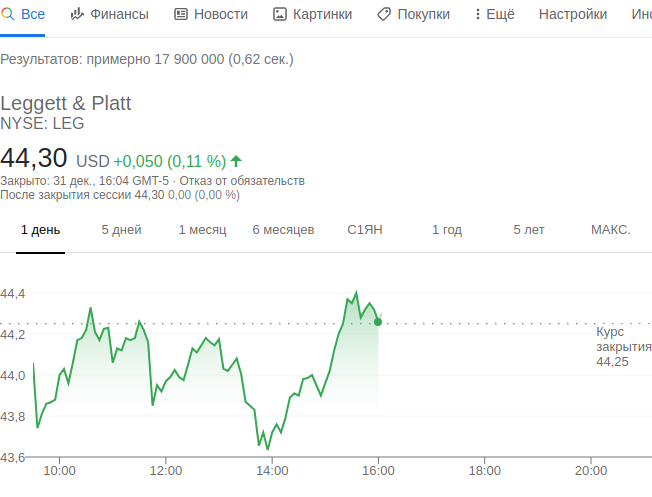 Все Финансы Новости Картинки Покупки Ещё Настройки Инс
Результатов: примерно 17 900 000 (0,62 сек.)
Leggett & Platt
NYSE: LEG
44,30 USD +0,050 (0,11 %)
Закрыто: 31 дек., 16:04 GMT-5 · Отказ от обязательств
После закрытия сессии 44,30 0,00 (0,00 %)
1 день 5 дней 1 месяц 6 месяцев С1ЯН 1 год 5 лет МАКС.
44,4
44,2
Курс
закрытия
44,25
44,0
43,8
43,6
10:00 12:00 14:00 16:00 18:00 20:00